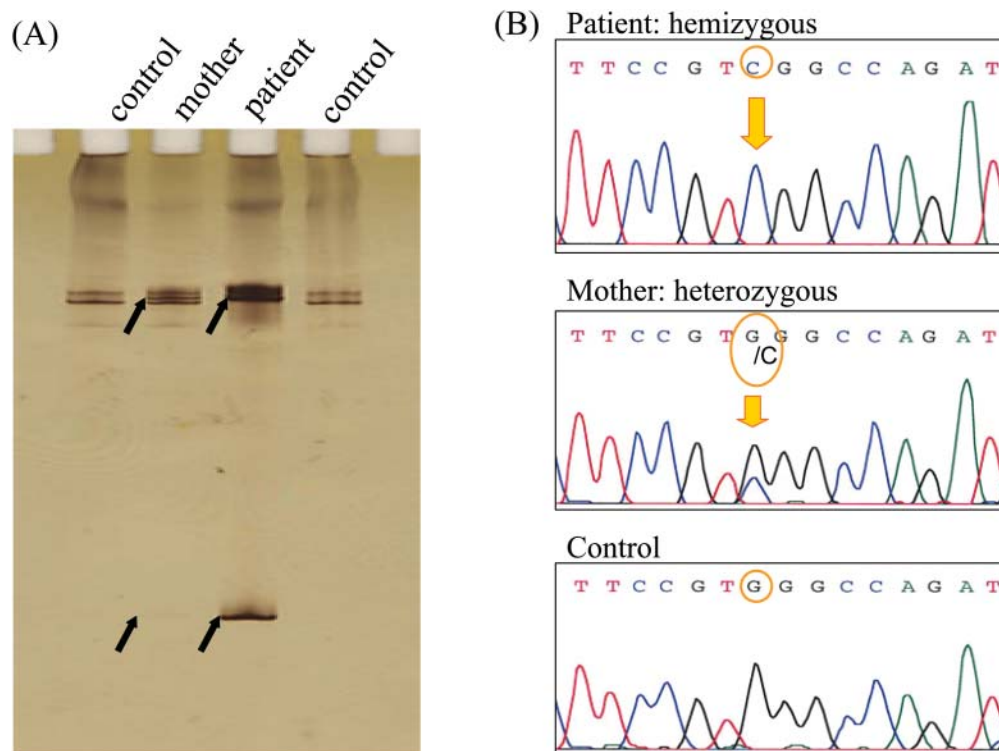 (A)
control
mother
patient
control
(B)
Patient: hemizygous
T T C C G T C G G C C A G A T
Mother: heterozygous
T T C C G T G G G C C A G A T
/C
Control
T T C C G T G G G C C A G A T